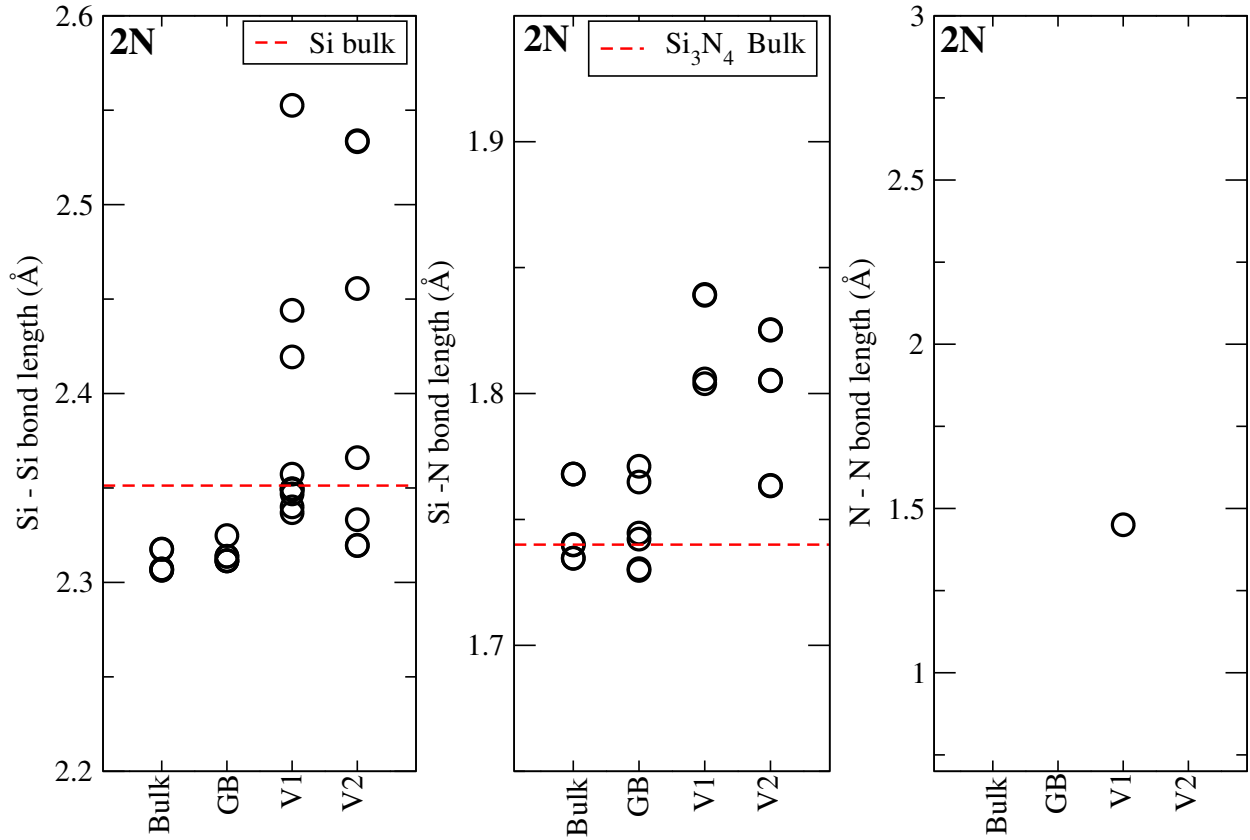 2N
Si bulk
Si - Si bond length (Å)
2.6
2.5
2.4
2.3
2.2
Bulk
GB
V1
V2
2N
Si3N4 Bulk
Si -N bond length (Å)
1.9
1.8
1.7
Bulk
GB
V1
V2
2N
N - N bond length (Å)
3
2.5
2
1.5
1
Bulk
GB
V1
V2